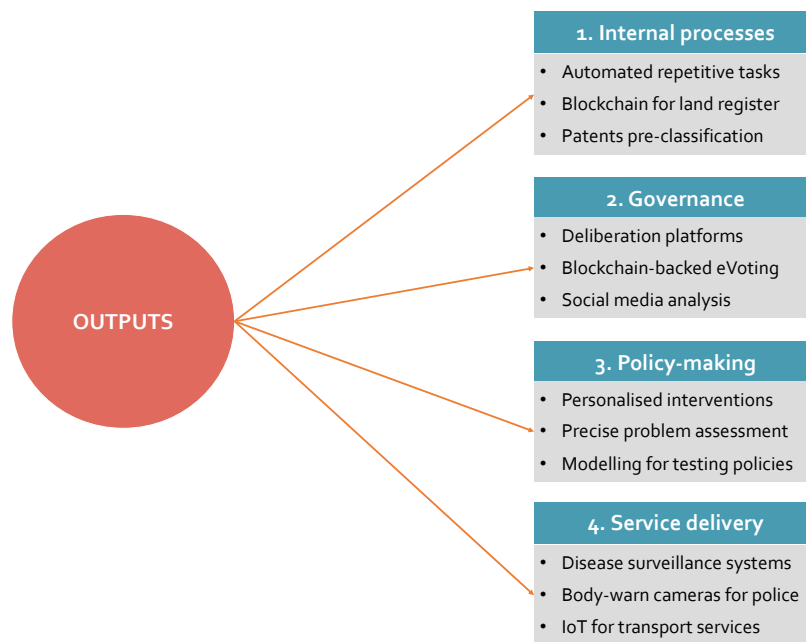 OUTPUTS
1. Internal processes
• Automated repetitive tasks
• Blockchain for land register
• Patents pre-classification
2. Governance
• Deliberation platforms
• Blockchain-backed eVoting
• Social media analysis
3. Policy-making
• Personalised interventions
• Precise problem assessment
• Modelling for testing policies
4. Service delivery
• Disease surveillance systems
• Body-warn cameras for police
• IoT for transport services